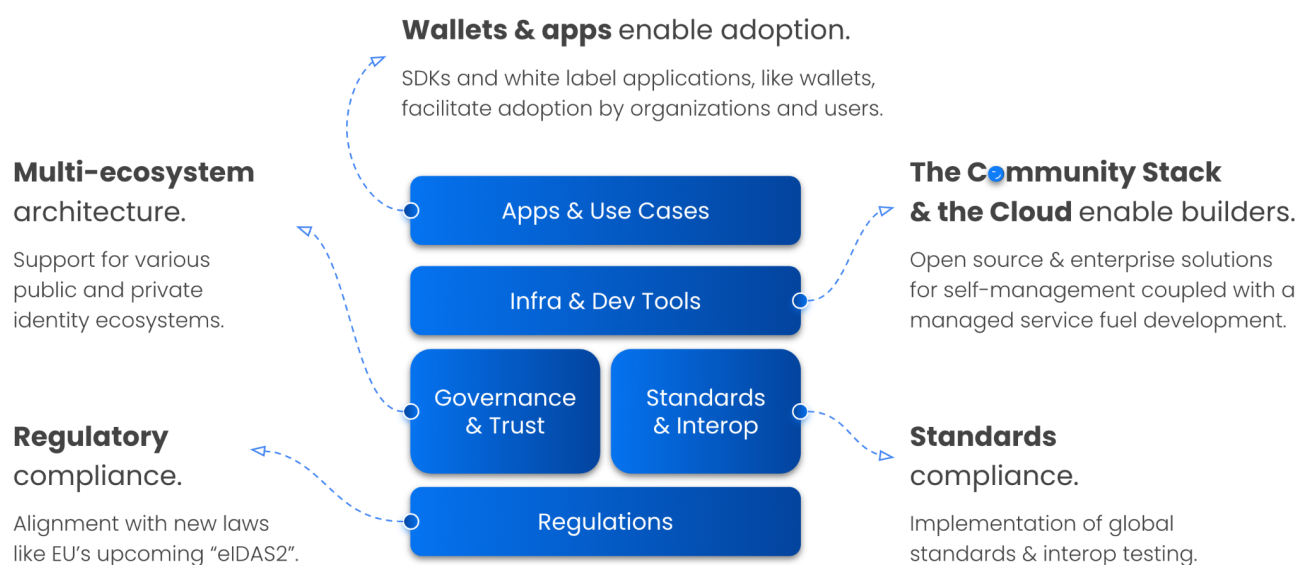 Wallets & apps enable adoption.
SDKs and white label applications, like wallets,
facilitate adoption by organizations and users.
Multi-ecosystem
architecture.
Support for various
public and private
identity ecosystems.
Regulatory
compliance.
Alignment with new laws
like EU’s upcoming “eIDAS2”.
Apps & Use Cases
Infra & Dev Tools
Governance
& Trust
Standards
& Interop
Regulations
The Community Stack
& the Cloud enable builders.
Open source & enterprise solutions
for self-management coupled with a
managed service fuel development.
Standards
compliance.
Implementation of global
standards & interop testing.